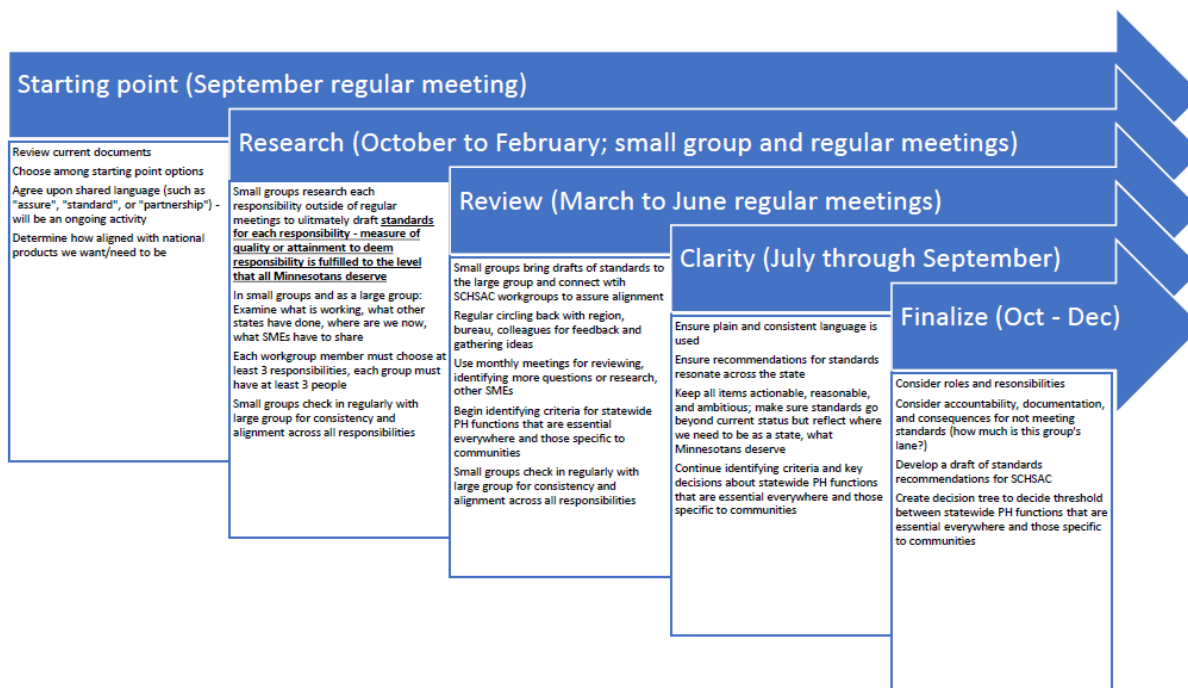 Starting point (September regular meeting)
Review current documents
Choose among starting point options
Agree upon shared language (such as
"assure", "standard", or "partnership") -
will be an ongoing activity
Determine how aligned with national
products we want/need to be
Research (October to February; small group and regular meetings)
Small groups research each
responsibility outside of regular
meetings to ulitmately draft standards
for each responsibility - measure of
quality or attainment to deem
responsibility is fulfilled to the level
that all Minnesotans deserve
In small groups and as a large group:
Examine what is working, what other
states have done, where are we now,
what SMEs have to share
Each workgroup member must choose at
least 3 responsibilities, each group must
have at least 3 people
Small groups check in regularly with
large group for consistency and
alignment across all responsibilities
Review (March to June regular meetings)
Small groups bring drafts of standards to
the large group and connect wtih
SCHSAC workgroups to assure alignment
Regular circling back with region,
bureau, colleagues for feedback and
gathering ideas
Use monthly meetings for reviewing,
identifying more questions or research,
other SMEs
Begin identifying criteria for statewide
PH functions that are essential
everywhere and those specific to
communities
Small groups check in regularly with
large group for consistency and
alignment across all responsibilities
Clarity (July through September)
Ensure plain and consistent language is
used
Ensure recommendations for standards
resonate across the state
Keep all items actionable, reasonable,
and ambitious; make sure standards go
beyond current status but reflect where
we need to be as a state, what
Minnesotans deserve
Continue identifying criteria and key
decisions about statewide PH functions
that are essential everywhere and those
specific to communities
Finalize (Oct - Dec)
Consider roles and resonsibilities
Consider accountability, documentation,
and consequences for not meeting
standards (how much is this group's
lane?)
Develop a draft of standards
recommendations for SCHSAC
Create decision tree to decide threshold
between statewide PH functions that are
essential everywhere and those specific
to communities